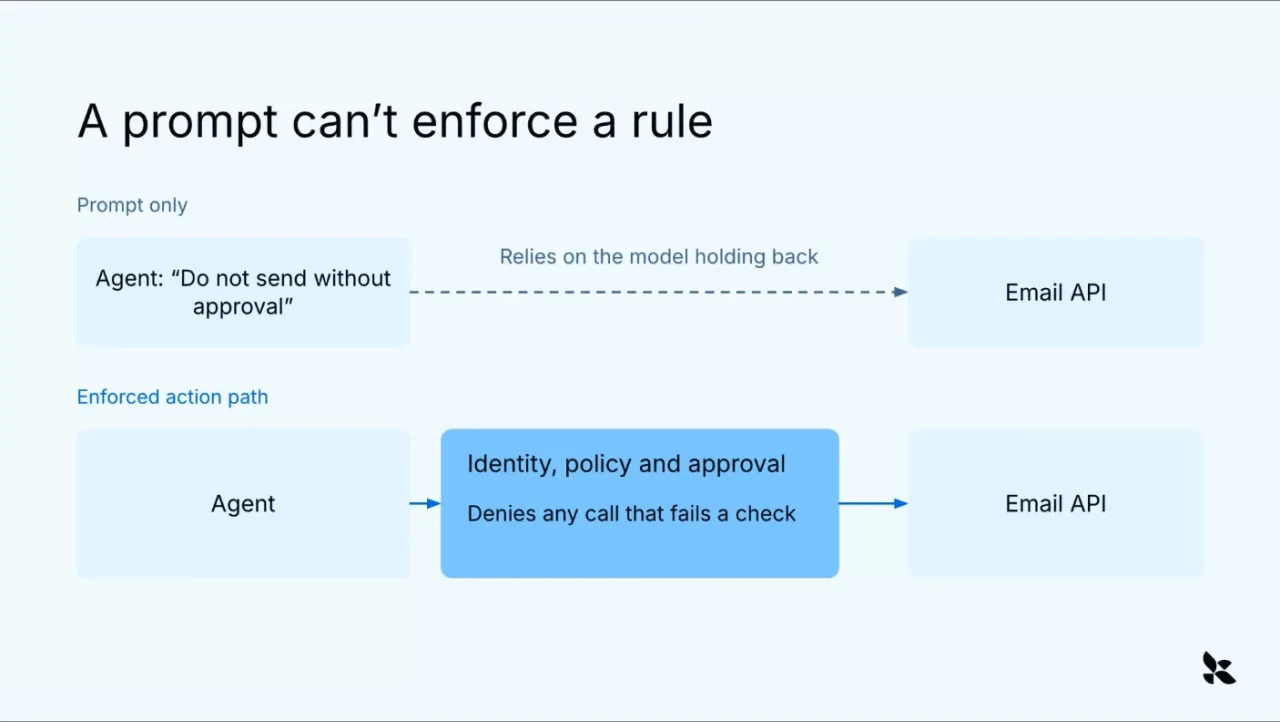 A prompt can’t enforce a rule
Prompt only
Agent: “Do not send without
approval”
Relies on the model holding back
Email API
Enforced action path
Agent
Identity, policy and approval
Denies any call that fails a check
Email API